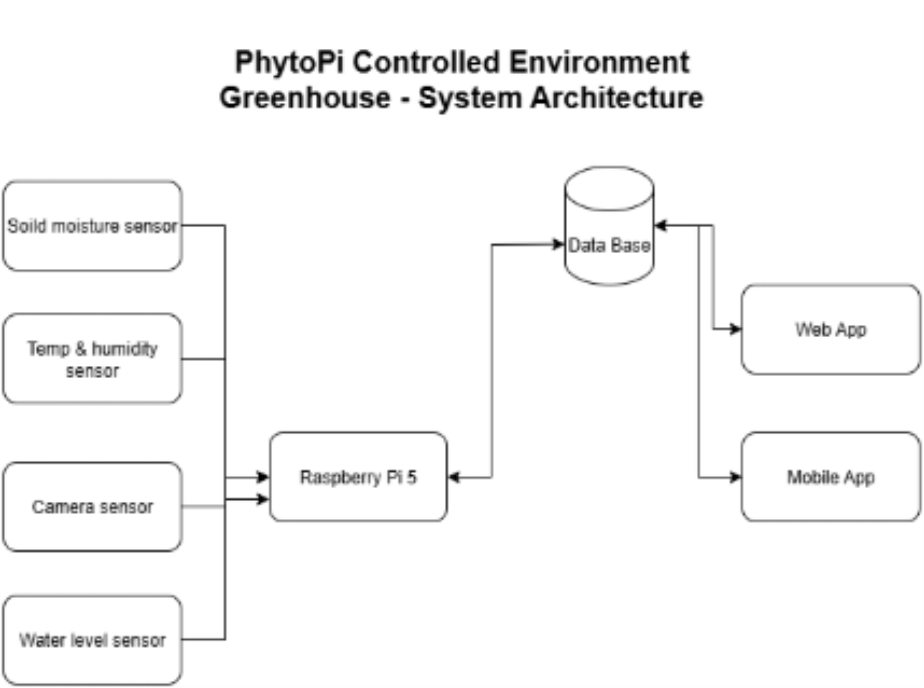 PhytoPi Controlled Environment
Greenhouse - System Architecture
Soild moisture sensor
Temp & humidity
sensor
Camera sensor
Water level sensor
Raspberry Pi 5
Data Base
Web App
Mobile App